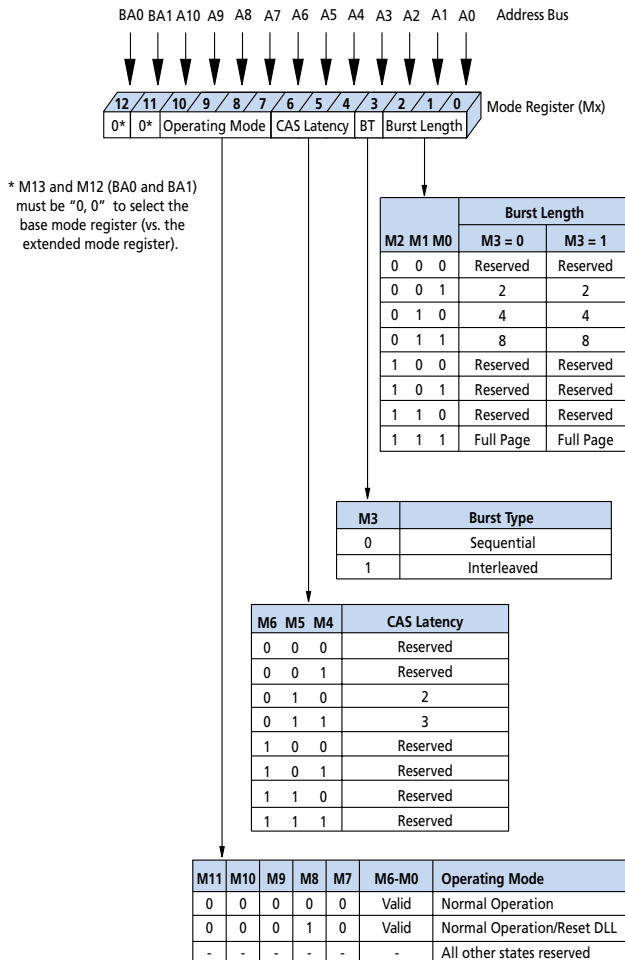 BA0 BA1 A10 A9 A8 A7 A6 A5 A4 A3 A2 A1 A0 Address Bus
12 11 10 9 8 7 6 5 4 3 2 1 0 Mode Register (Mx)
0* 0* Operating Mode CAS Latency BT Burst Length
* M13 and M12 (BA0 and BA1)
must be "0, 0" to select the
base mode register (vs. the
extended mode register).
Burst Length
M2 M1 M0 M3 = 0 M3 = 1
0 0 0 Reserved Reserved
0 0 1 2 2
0 1 0 4 4
0 1 1 8 8
1 0 0 Reserved Reserved
1 0 1 Reserved Reserved
1 1 0 Reserved Reserved
1 1 1 Full Page Full Page
M3 Burst Type
0 Sequential
1 Interleaved
M6 M5 M4 CAS Latency
0 0 0 Reserved
0 0 1 Reserved
0 1 0 2
0 1 1 3
1 0 0 Reserved
1 0 1 Reserved
1 1 0 Reserved
1 1 1 Reserved
M11 M10 M9 M8 M7 M6-M0 Operating Mode
0 0 0 0 0 Valid Normal Operation
0 0 0 1 0 Valid Normal Operation/Reset DLL
- - - - - - All other states reserved